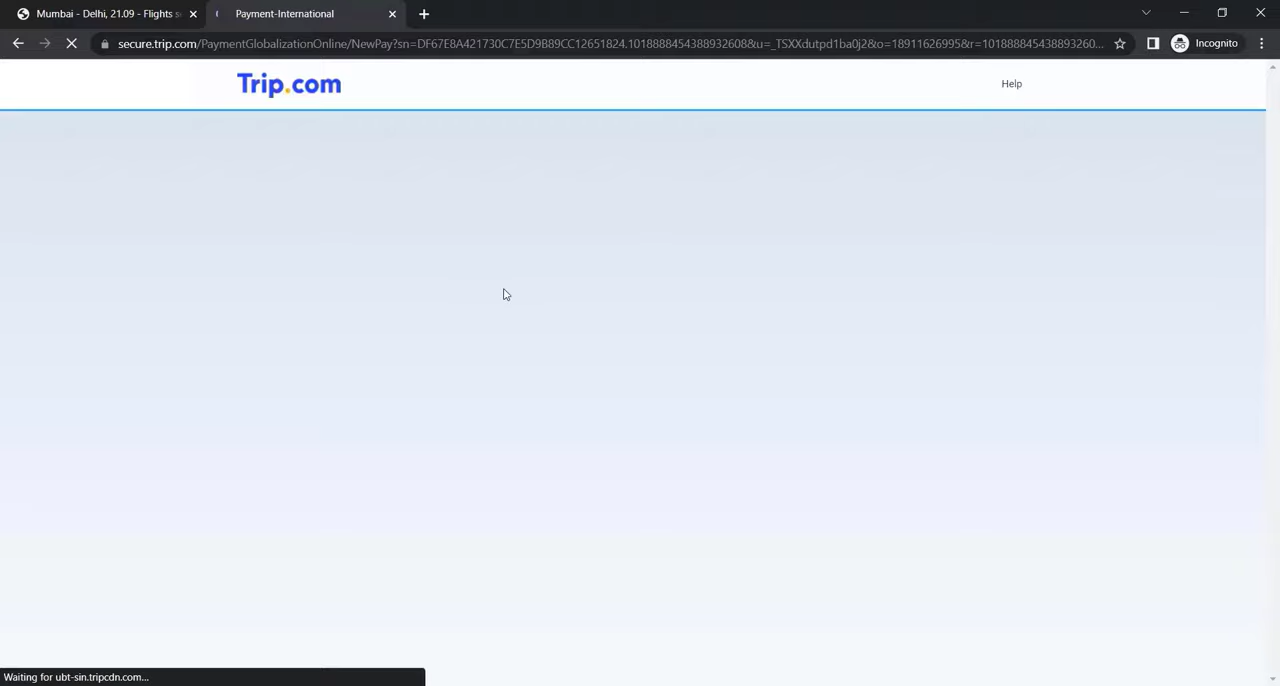 Mumbai - Delhi, 21.09 - Flights s
Payment-International
secure.trip.com/PaymentGlobalizationOnline/NewPay?sn=DF67E8A421730C7E5D9B89CC12651824.1018888454388932608&u=_TSXXdutpd1ba0j2&o=18911626995&r=101888845438893260...
Incognito
Trip.com
Help
Waiting for ubt-sin.tripcdn.com...